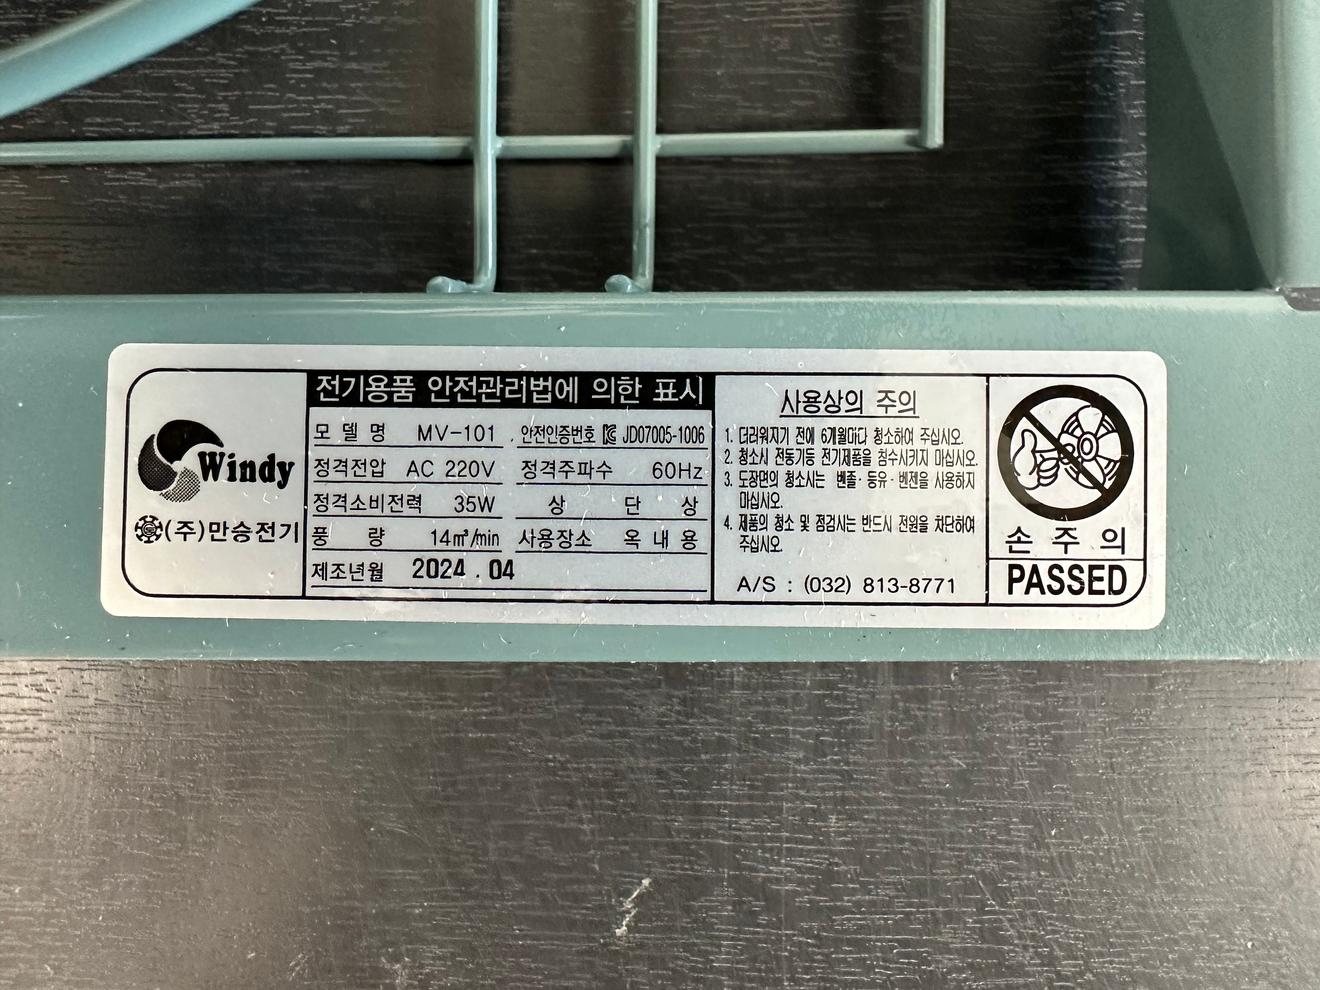 Windy
(주)만승전기
전기용품 안전관리법에 의한 표시
모 델 명 MV-101 안전인증번호 JD07005-1006
정격전압 AC 220V 정격주파수 60Hz
정격소비전력 35W 상 단 상
풍 량 14㎥/min 사용장소 옥 내 용
제조년월 2024 . 04
사용상의 주의
1. 더러워지기 전에 6개월마다 청소하여 주십시오.
2. 청소시 전동기등 전기제품을 침수시키지 마십시오.
3. 도장면의 청소시는 벤졸·등유·벤젠을 사용하지
마십시오.
4. 제품의 청소 및 점검시는 반드시 전원을 차단하여
주십시오.
A/S : (032) 813-8771
손 주 의
PASSED